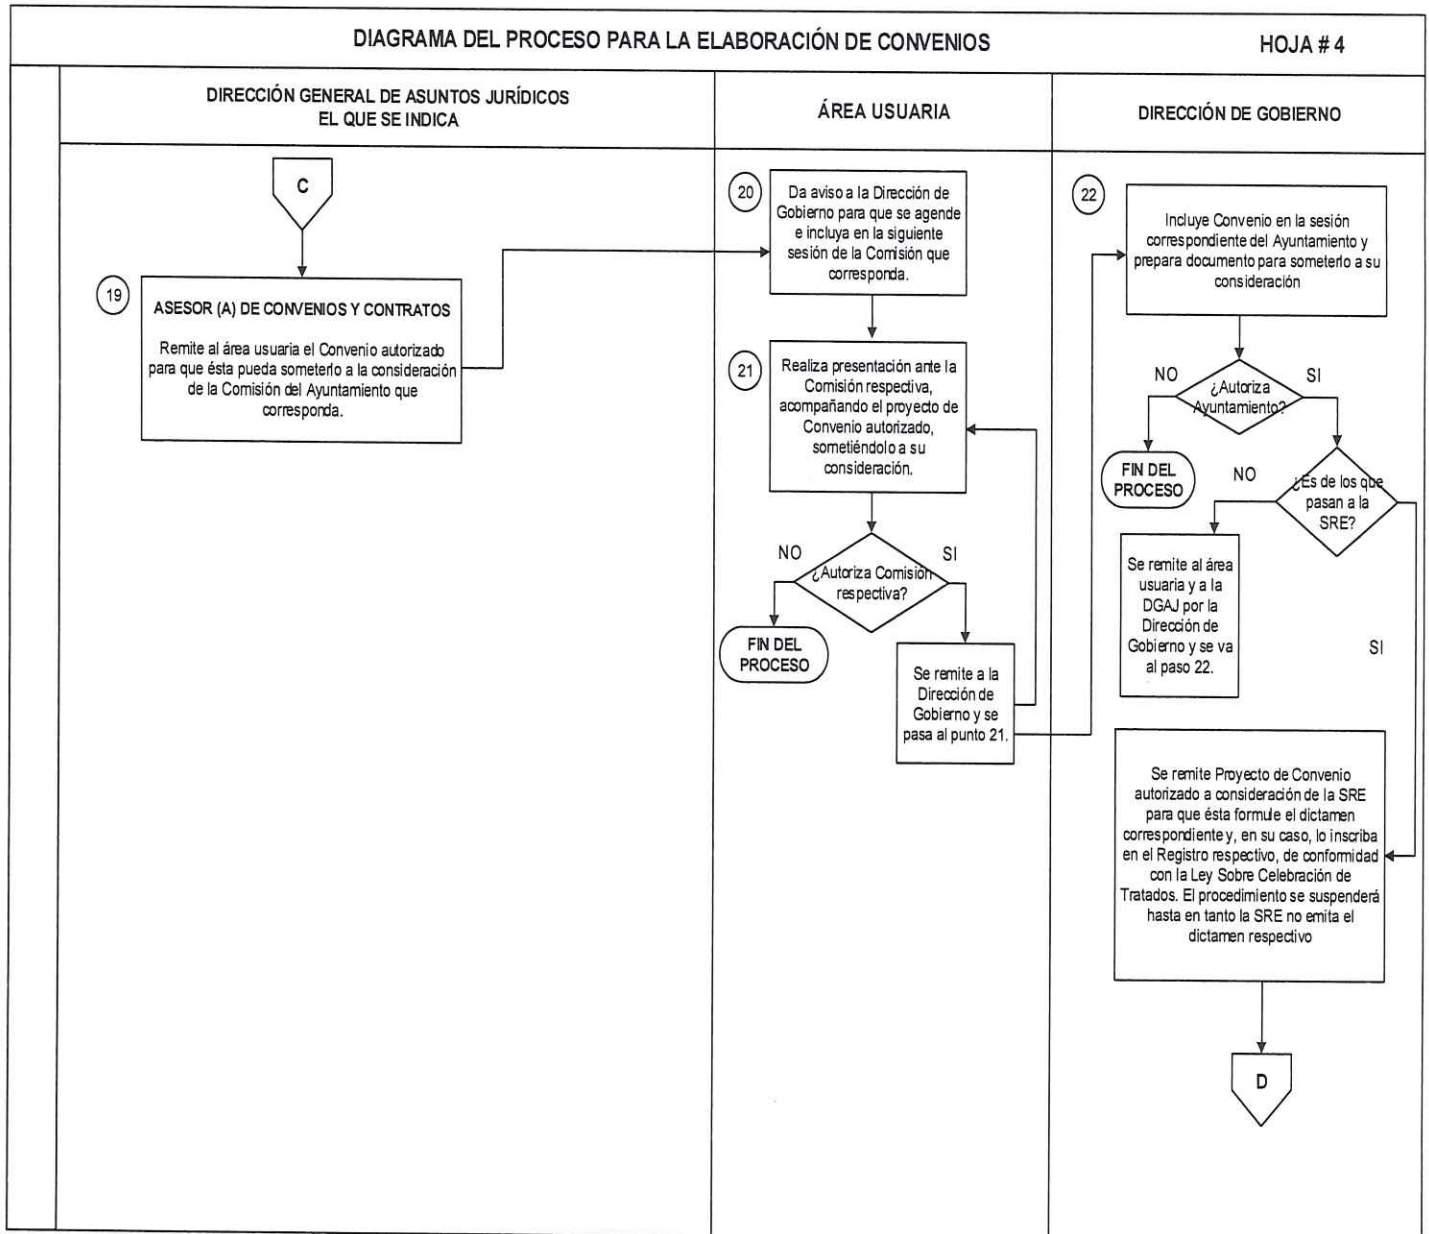 DIAGRAMA DEL PROCESO PARA LA ELABORACIÓN DE CONVENIOS
HOJA # 4
DIRECCIÓN GENERAL DE ASUNTOS JURÍDICOS
EL QUE SE INDICA
ÁREA USUARIA
DIRECCIÓN DE GOBIERNO
C
19
ASESOR (A) DE CONVENIOS Y CONTRATOS
Remite al área usuaria el Convenio autorizado
para que ésta pueda someterlo a la consideración
de la Comisión del Ayuntamiento que
corresponda.
20
Da aviso a la Dirección de
Gobierno para que se agende
e incluya en la siguiente
sesión de la Comisión que
corresponda.
21
Realiza presentación ante la
Comisión respectiva,
acompañando el proyecto de
Convenio autorizado,
sometiéndolo a su
consideración.
NO
SI
¿Autoriza Comisión
respectiva?
FIN DEL
PROCESO
Se remite a la
Dirección de
Gobierno y se
pasa al punto 21.
22
Incluye Convenio en la sesión
correspondiente del Ayuntamiento y
prepara documento para someterlo a su
consideración
NO
SI
¿Autoriza
Ayuntamiento?
FIN DEL
PROCESO
NO
¿Es de los que
pasan a la
SRE?
Se remite al área
usuaria y a la
DGAJ por la
Dirección de
Gobierno y se va
al paso 22.
SI
Se remite Proyecto de Convenio
autorizado a consideración de la SRE
para que ésta formule el dictamen
correspondiente y, en su caso, lo inscriba
en el Registro respectivo, de conformidad
con la Ley Sobre Celebración de
Tratados. El procedimiento se suspenderá
hasta en tanto la SRE no emita el
dictamen respectivo
D